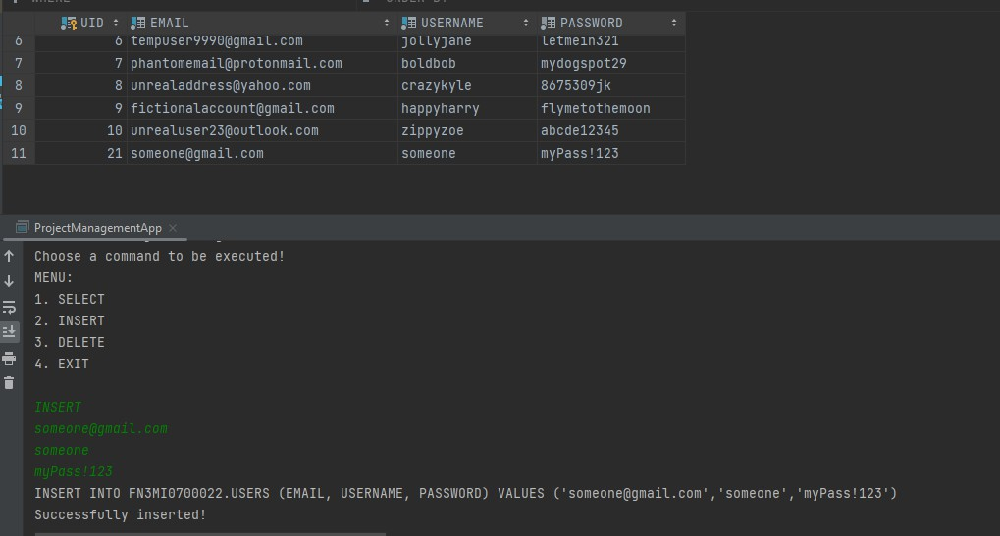 UID EMAIL USERNAME PASSWORD
6 6 tempuser9990@gmail.com jollyjane letmein321
7 7 phantomemail@protonmail.com boldbob mydogspot29
8 8 unrealaddress@yahoo.com crazykyle 8675309jk
9 9 fictionalaccount@gmail.com happyharry flymetothemoon
10 10 unrealuser23@outlook.com zippyzoe abcde12345
11 21 someone@gmail.com someone myPass!123
ProjectManagementApp
Choose a command to be executed!
MENU:
1. SELECT
2. INSERT
3. DELETE
4. EXIT
INSERT
someone@gmail.com
someone
myPass!123
INSERT INTO FN3MI0700022.USERS (EMAIL, USERNAME, PASSWORD) VALUES ('someone@gmail.com','someone','myPass!123')
Successfully inserted!